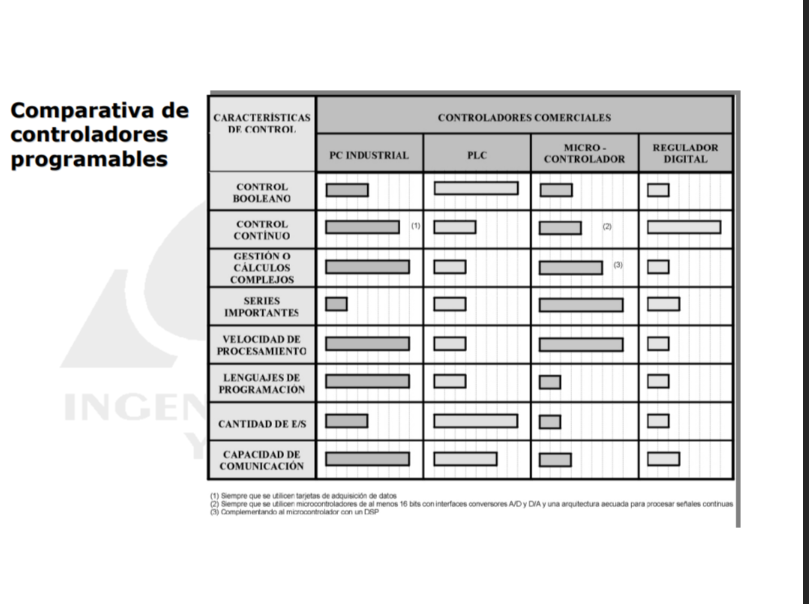 Comparativa de
controladores
programables
CARACTERÍSTICAS
DE CONTROL
CONTROLADORES COMERCIALES
PC INDUSTRIAL
PLC
MICRO -
CONTROLADOR
REGULADOR
DIGITAL
CONTROL
BOOLEANO
CONTROL
CONTÍNUO
(1)
(2)
GESTIÓN O
CÁLCULOS
COMPLEJOS
(3)
SERIES
IMPORTANTES
VELOCIDAD DE
PROCESAMIENTO
LENGUAJES DE
PROGRAMACIÓN
CANTIDAD DE E/S
CAPACIDAD DE
COMUNICACIÓN
INGEN
Y
(1) Siempre que se utilicen tarjetas de adquisición de datos
(2) Siempre que se utilicen microcontroladores de al menos 16 bits con interfaces conversores A/D y D/A y una arquitectura aecuada para procesar señales continuas
(3) Complementando al microcontrolador con un DSP